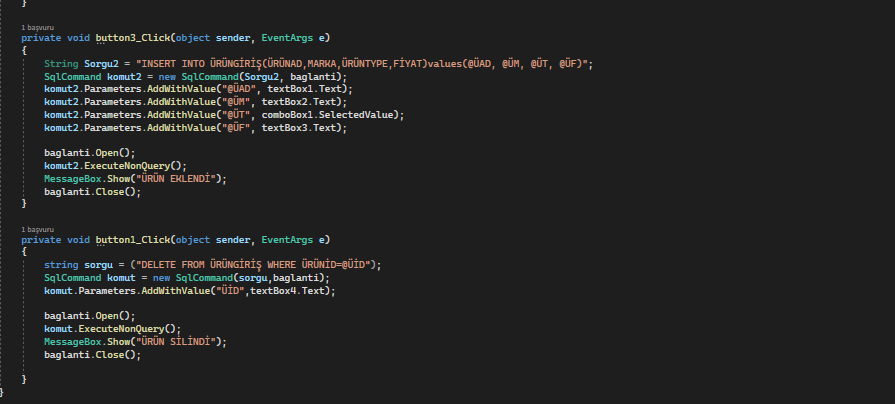 }
1 başvuru
private void button3_Click(object sender, EventArgs e)
{
String Sorgu2 = "INSERT INTO ÜRÜNGİRİŞ(ÜRÜNAD,MARKA,ÜRÜNTYPE,FİYAT)values(@ÜAD, @ÜM, @ÜT, @ÜF)";
SqlCommand komut2 = new SqlCommand(Sorgu2, baglanti);
komut2.Parameters.AddWithValue("@ÜAD", textBox1.Text);
komut2.Parameters.AddWithValue("@ÜM", textBox2.Text);
komut2.Parameters.AddWithValue("@ÜT", comboBox1.SelectedValue);
komut2.Parameters.AddWithValue("@ÜF", textBox3.Text);
baglanti.Open();
komut2.ExecuteNonQuery();
MessageBox.Show("ÜRÜN EKLENDİ");
baglanti.Close();
}
1 başvuru
private void button1_Click(object sender, EventArgs e)
{
string sorgu = ("DELETE FROM ÜRÜNGİRİŞ WHERE ÜRÜNİD=@ÜİD");
SqlCommand komut = new SqlCommand(sorgu,baglanti);
komut.Parameters.AddWithValue("ÜİD",textBox4.Text);
baglanti.Open();
komut.ExecuteNonQuery();
MessageBox.Show("ÜRÜN SİLİNDİ");
baglanti.Close();
}
}